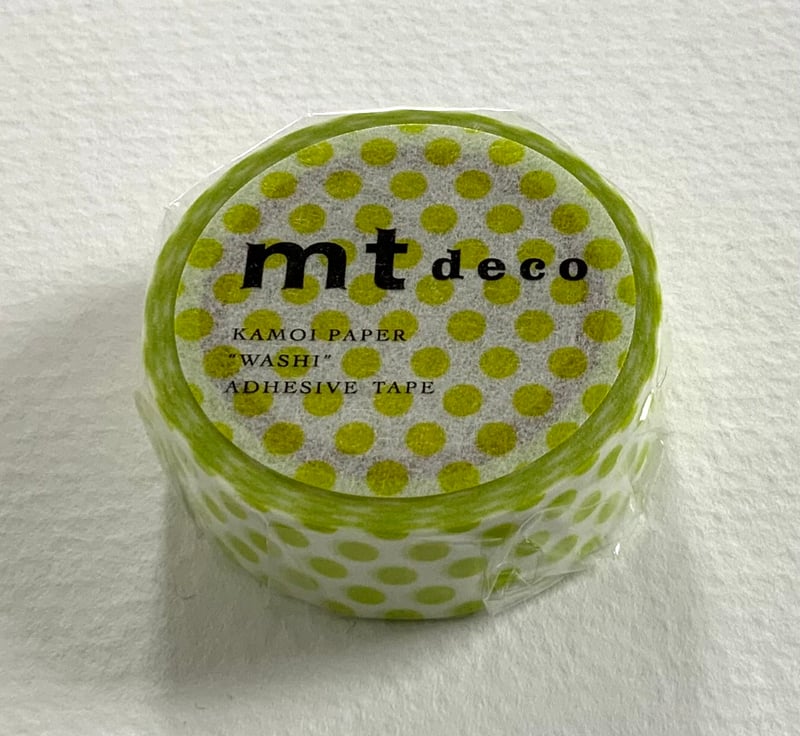 mt deco
KAMOI PAPER
"WASHI"
ADHESIVE TAPE